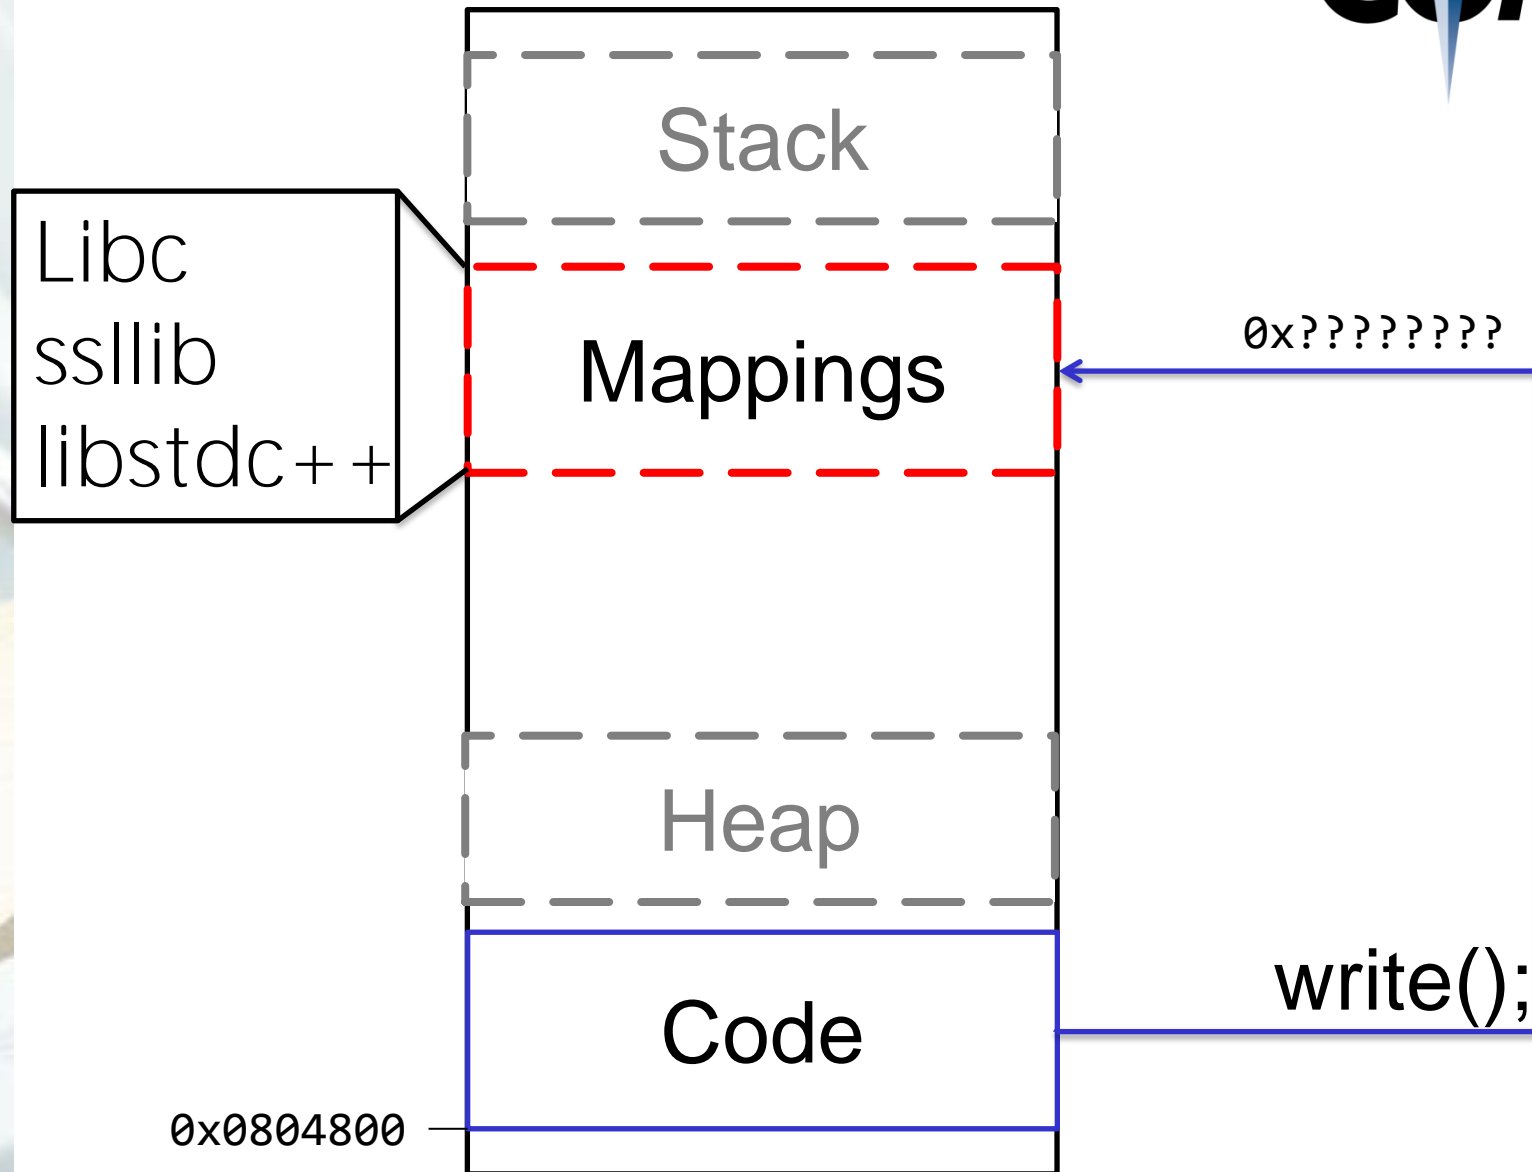 Stack
Libc
ssllib
libstdc++
Mappings
0x????????
Heap
Code
write();
0x0804800